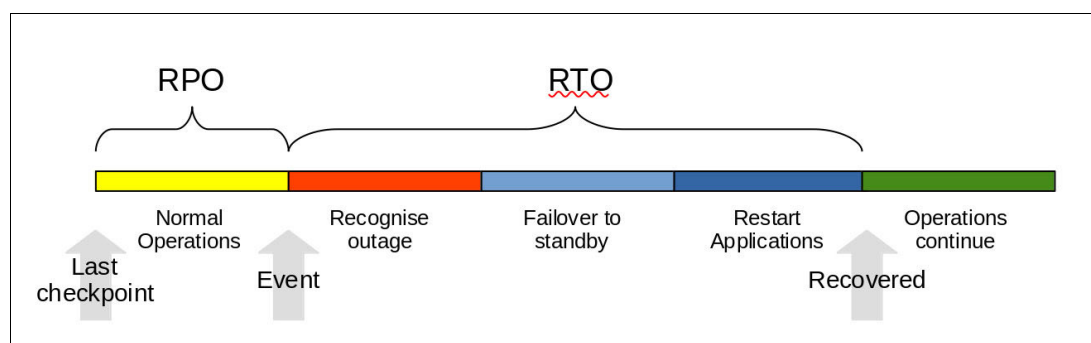 RPO
RTO
Normal
Operations
Recognise
outage
Failover to
standby
Restart
Applications
Operations
continue
Last
checkpoint
Event
Recovered